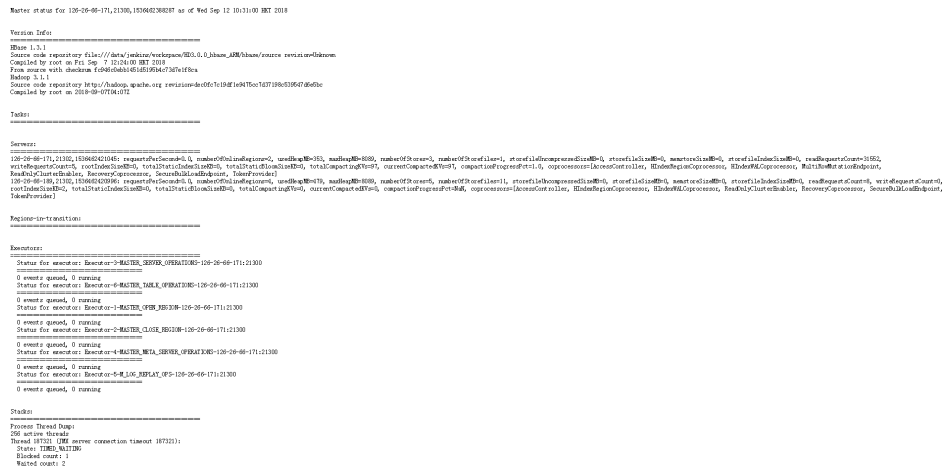 Master status for 126-26-66-171,21300,1536462388287 as of Wed Sep 12 10:31:00 HKT 2018
Version Info:
HBase 1.3.1
Source code repository file:///data/jenkins/workspace/HD3.0.0_hbase_ARM/hbase/source revision=Unknown
Compiled by root on Fri Sep 7 12:24:00 HKT 2018
From source with checksum fc946c0ebb1451d5195b4c73d7e1f8ca
Hadoop 3.1.1
Source code repository http://hadoop.apache.org revision=dec0fc7c19df1e9475cc7d37198c539547d6e5bc
Compiled by root on 2018-09-07T04:07Z
Tasks:
Servers:
126-26-66-171,21302,1536462421045: requestsPerSecond=0.0, numberOfOnlineRegions=2, usedHeapMB=353, maxHeapMB=8089, numberOfStores=3, numberOfStorefiles=1, storefileUncompressedSizeMB=0, storefileSizeMB=0, memstoreSizeMB=0, storefileIndexSizeMB=0, readRequestsCount=31552,
writeRequestsCount=5, rootIndexSizeKB=0, totalStaticIndexSizeKB=0, totalStaticBloomSizeKB=0, totalCompactingKVs=97, currentCompactedKVs=97, compactionProgressPct=1.0, coprocessors=[AccessController, HIndexRegionCoprocessor, HIndexWALCoprocessor, MultiRowMutationEndpoint,
ReadOnlyClusterEnabler, RecoveryCoprocessor, SecureBulkLoadEndpoint, TokenProvider]
126-26-66-189,21302,1536462420996: requestsPerSecond=0.0, numberOfOnlineRegions=4, usedHeapMB=479, maxHeapMB=8089, numberOfStores=5, numberOfStorefiles=11, storefileUncompressedSizeMB=0, storefileSizeMB=0, memstoreSizeMB=0, storefileIndexSizeMB=0, readRequestsCount=8, writeRequestsCount=0,
rootIndexSizeKB=2, totalStaticIndexSizeKB=0, totalStaticBloomSizeKB=0, totalCompactingKVs=0, currentCompactedKVs=0, compactionProgressPct=NaN, coprocessors=[AccessController, HIndexRegionCoprocessor, HIndexWALCoprocessor, ReadOnlyClusterEnabler, RecoveryCoprocessor, SecureBulkLoadEndpoint,
TokenProvider]
Regions-in-transition:
Executors:
Status for executor: Executor-3-MASTER_SERVER_OPERATIONS-126-26-66-171:21300
0 events queued, 0 running
Status for executor: Executor-6-MASTER_TABLE_OPERATIONS-126-26-66-171:21300
0 events queued, 0 running
Status for executor: Executor-1-MASTER_OPEN_REGION-126-26-66-171:21300
0 events queued, 0 running
Status for executor: Executor-2-MASTER_CLOSE_REGION-126-26-66-171:21300
0 events queued, 0 running
Status for executor: Executor-4-MASTER_META_SERVER_OPERATIONS-126-26-66-171:21300
0 events queued, 0 running
Status for executor: Executor-5-M_LOG_REPLAY_OPS-126-26-66-171:21300
0 events queued, 0 running
Stacks:
Process Thread Dump:
256 active threads
Thread 187321 (JMX server connection timeout 187321):
State: TIMED_WAITING
Blocked count: 1
Waited count: 2